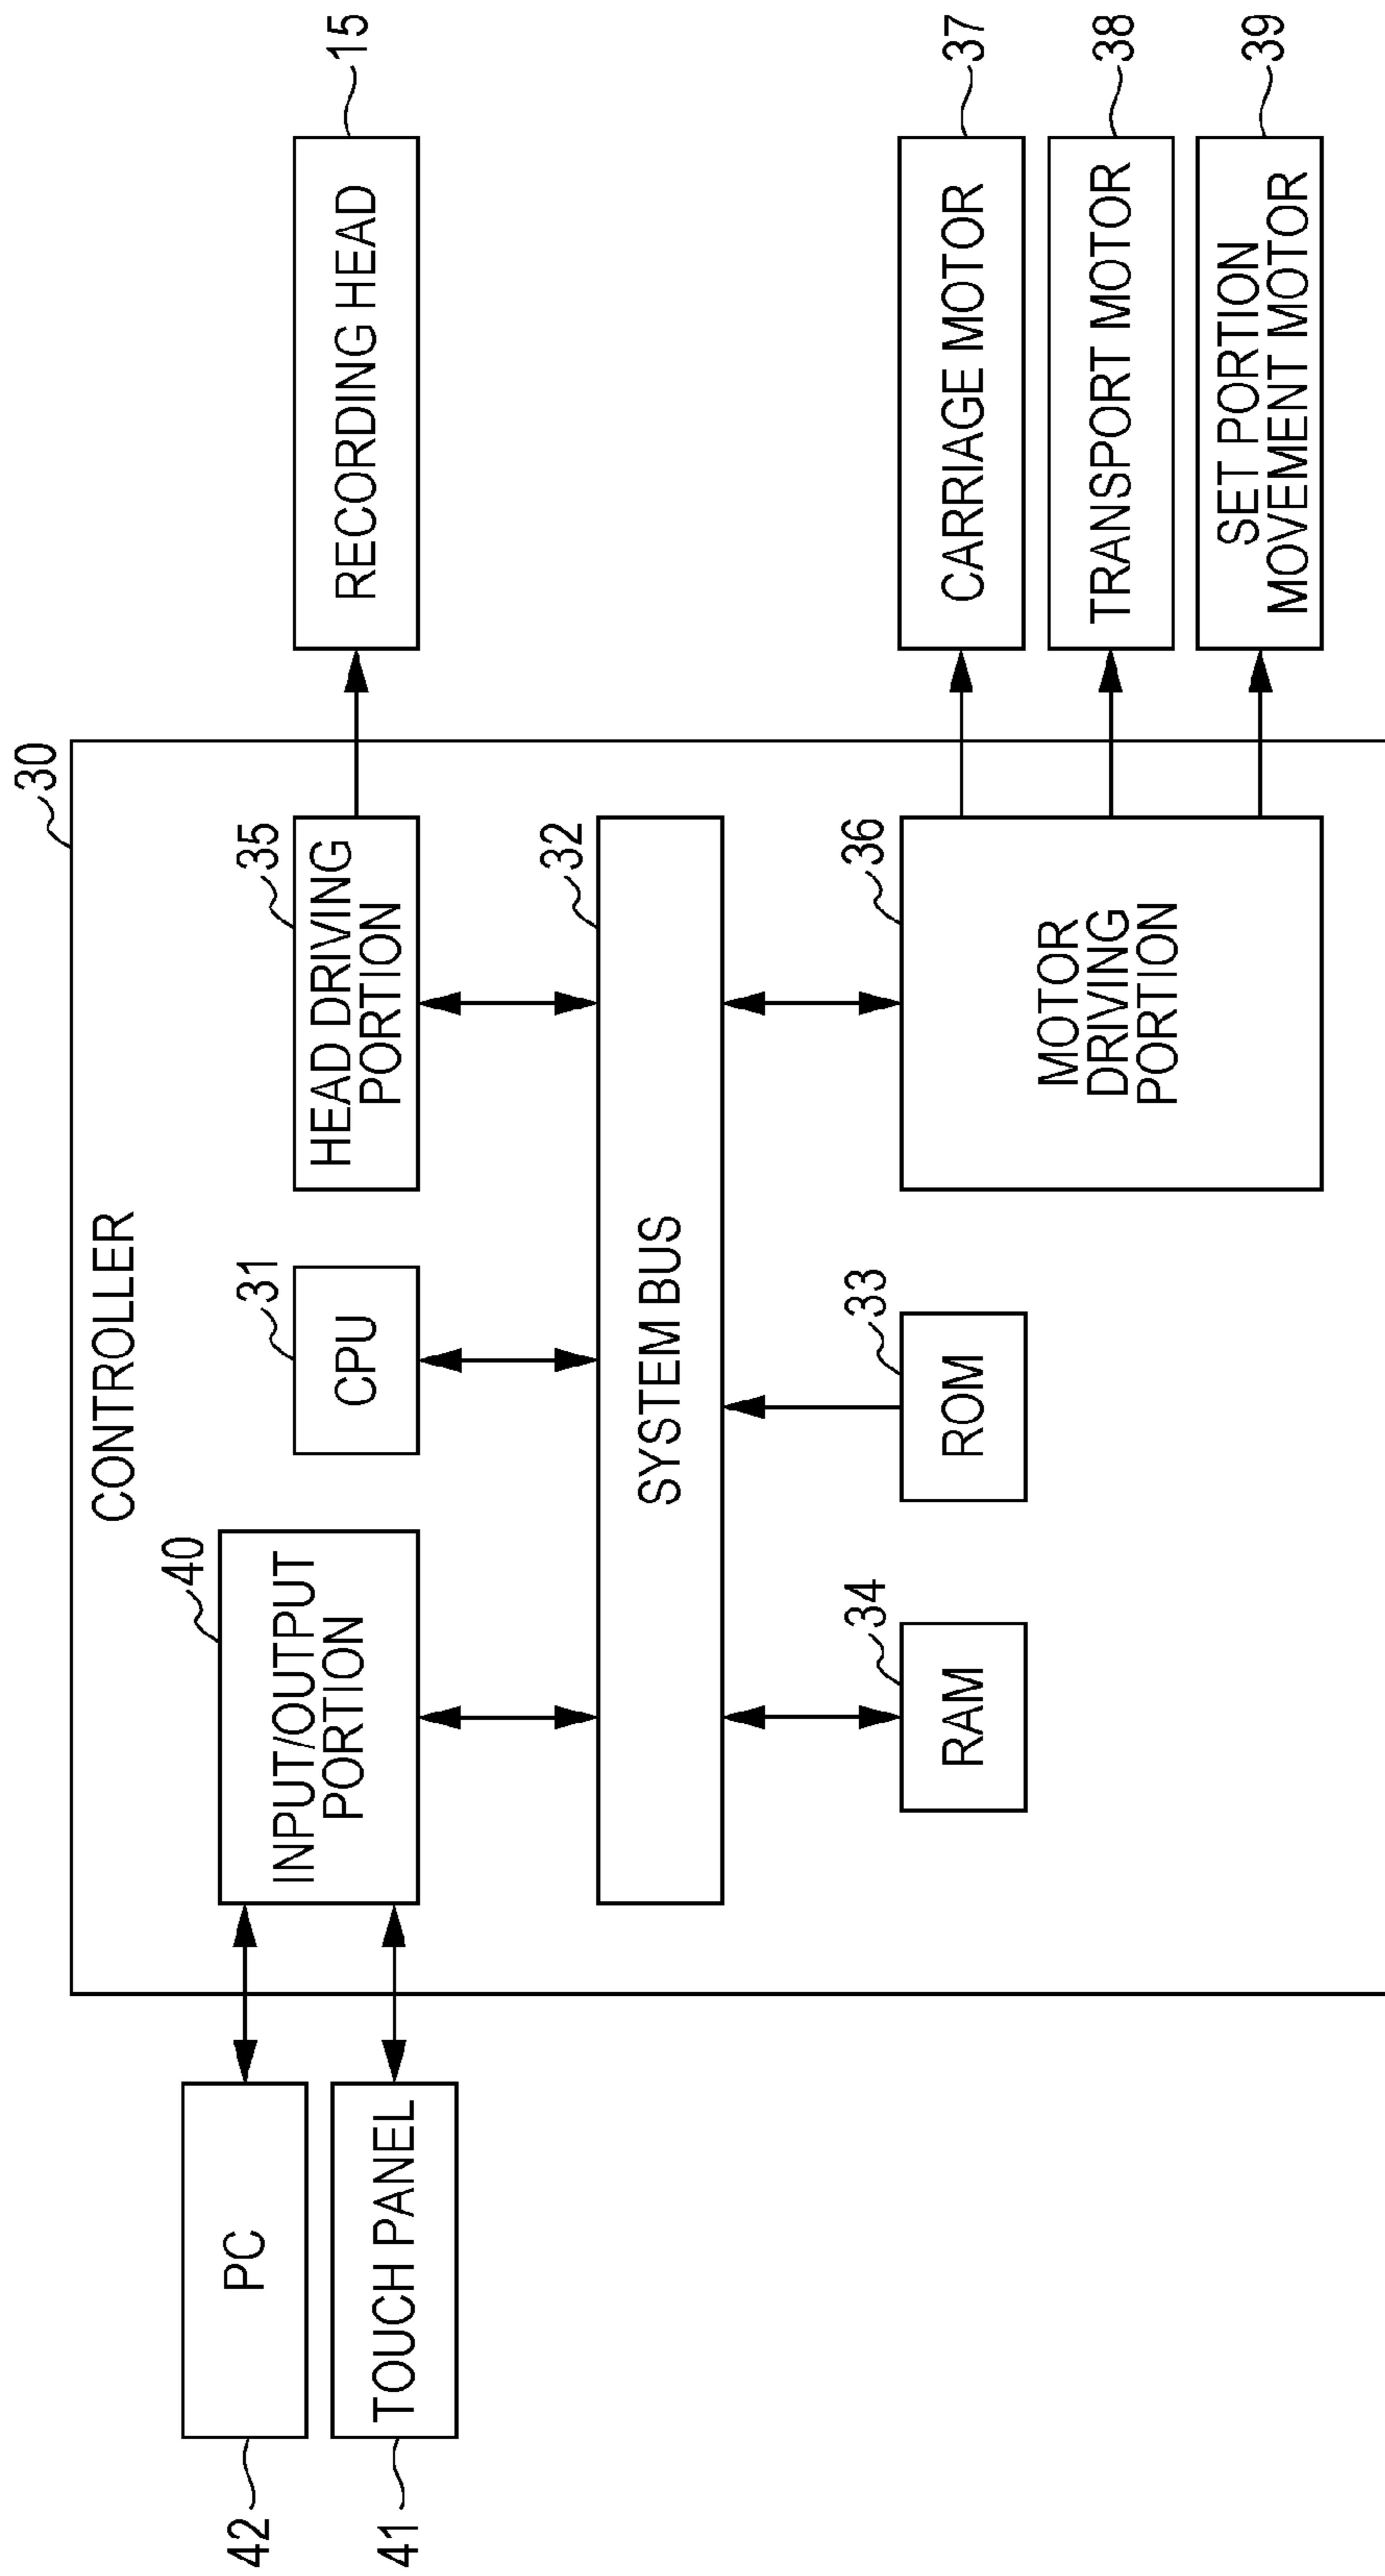 30
CONTROLLER
42
PC
40
INPUT/OUTPUT
PORTION
31
CPU
35
HEAD DRIVING
PORTION
RECORDING HEAD
15
41
TOUCH PANEL
32
SYSTEM BUS
34
RAM
33
ROM
36
MOTOR
DRIVING
PORTION
CARRIAGE MOTOR
37
TRANSPORT MOTOR
38
SET PORTION
MOVEMENT MOTOR
39